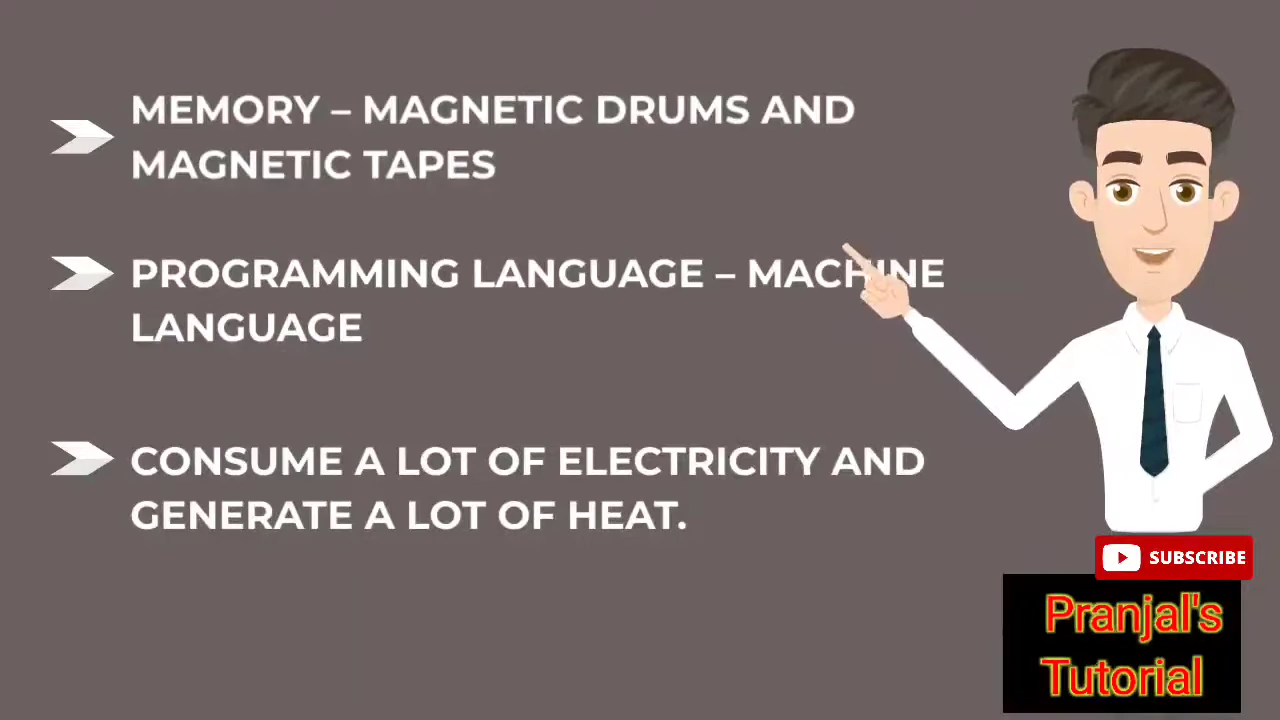 MEMORY – MAGNETIC DRUMS AND
MAGNETIC TAPES
PROGRAMMING LANGUAGE – MACHINE
LANGUAGE
CONSUME A LOT OF ELECTRICITY AND
GENERATE A LOT OF HEAT.
SUBSCRIBE
Pranjal's
Tutorial